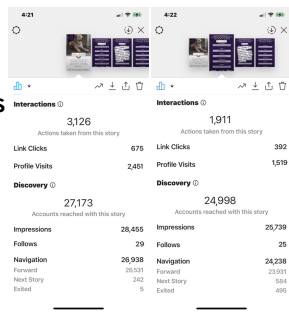 4:21
Interactions
3,126
Actions taken from this story
Link Clicks 675
Profile Visits 2,451
Discovery
27,173
Accounts reached with this story
Impressions 28,455
Follows 29
Navigation 26,938
Forward 26,531
Next Story 242
Exited 5
4:22
Interactions
1,911
Actions taken from this story
Link Clicks 392
Profile Visits 1,519
Discovery
24,998
Accounts reached with this story
Impressions 25,739
Follows 25
Navigation 24,238
Forward 23,931
Next Story 584
Exited 495